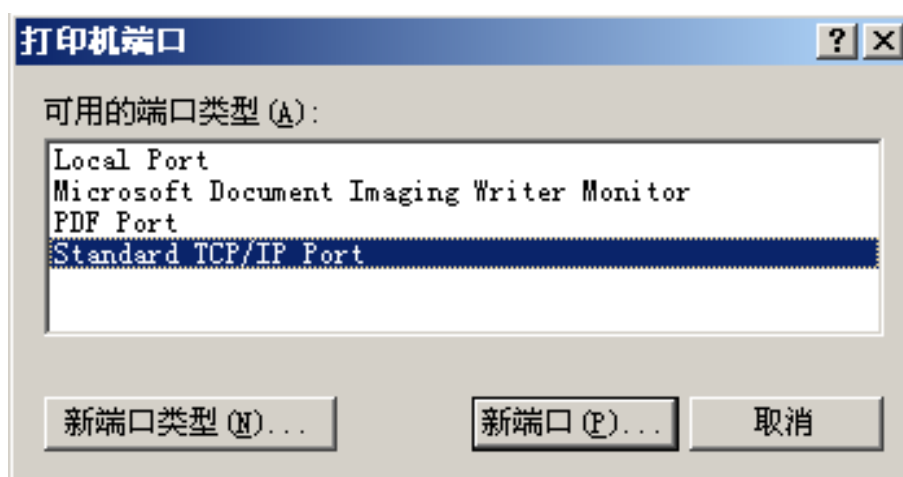 打印机端口
可用的端口类型(A):
Local Port
Microsoft Document Imaging Writer Monitor
PDF Port
Standard TCP/IP Port
新端口类型(N)... 新端口(P)... 取消